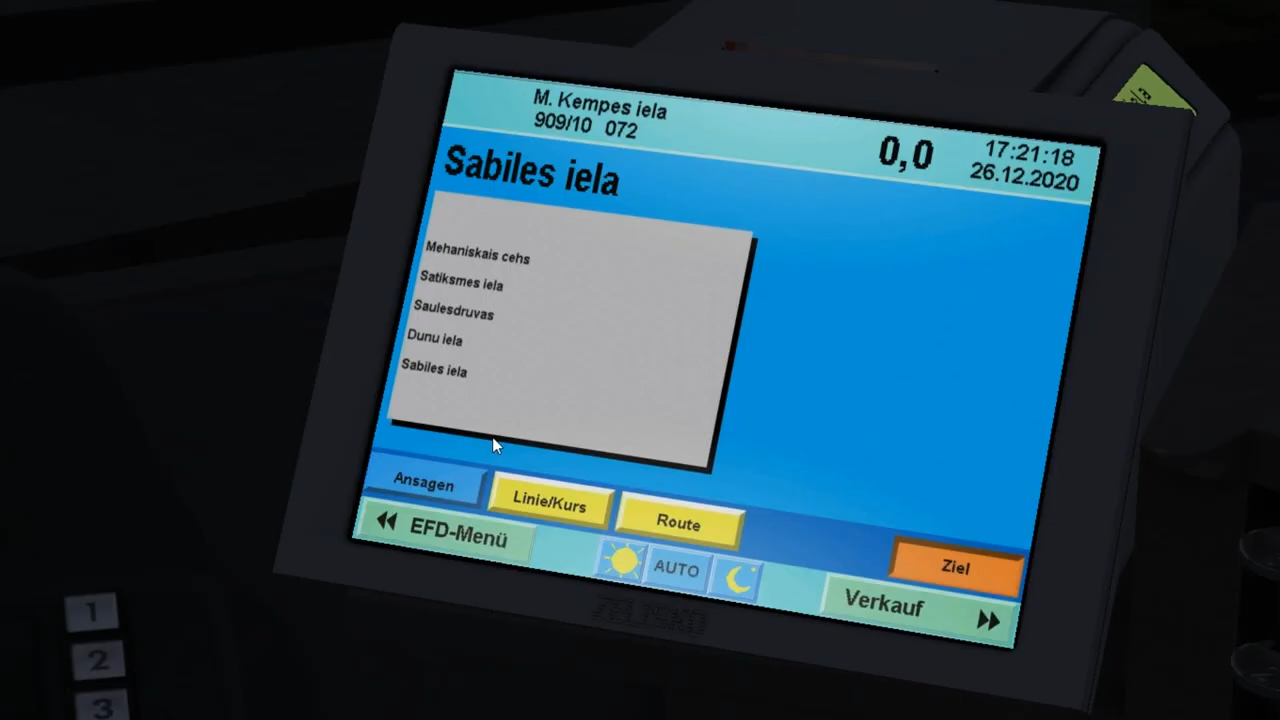 M. Kempes iela
909/10 072
0,0
17:21:18
26.12.2020
Sabiles iela
Mehaniskais cehs
Satiksmes iela
Saulesdruvas
Dunu iela
Sabiles iela
Ansagen
Linie/Kurs
Route
Ziel
EFD-Menü
AUTO
Verkauf
1
2
3